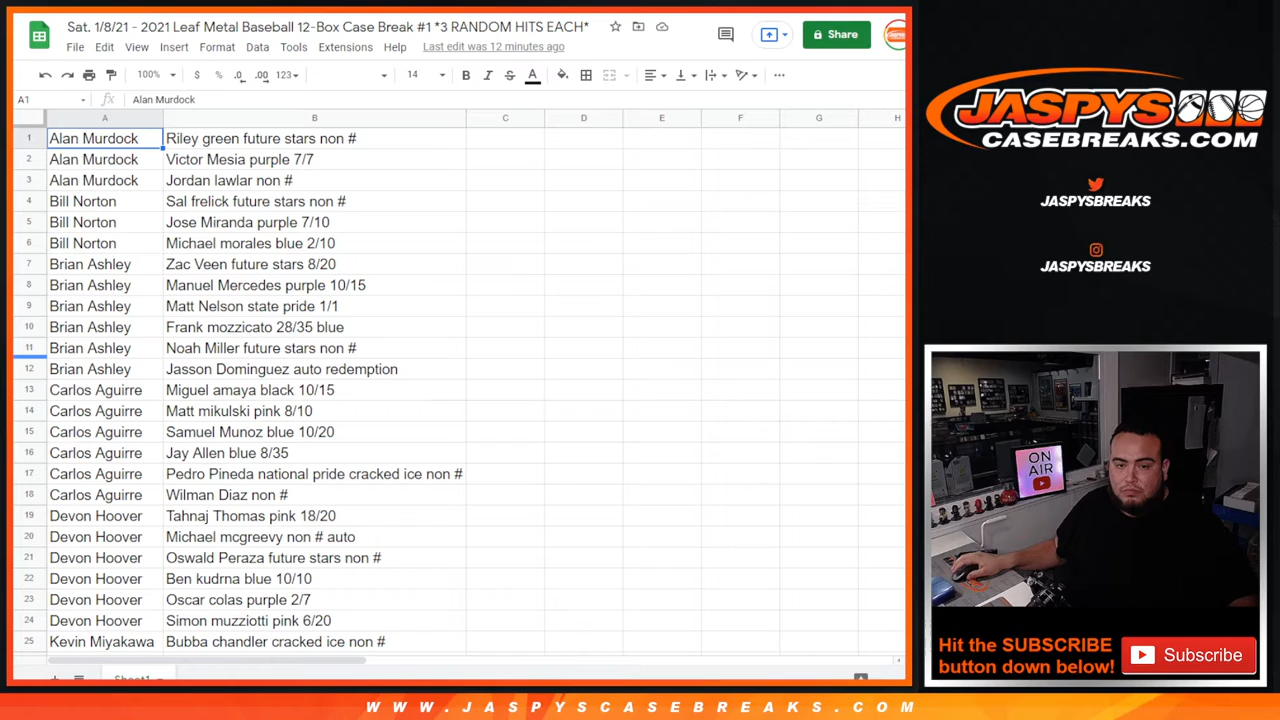 Sat. 1/8/21 - 2021 Leaf Metal Baseball 12-Box Case Break #1 *3 RANDOM HITS EACH*
File Edit View Insert Format Data Tools Extensions Help Last edit was 12 minutes ago
Share
100% $ % .0 .00 123 14 B I S A
A1 fx Alan Murdock
A B C D E F G H
1 Alan Murdock Riley green future stars non #
2 Alan Murdock Victor Mesia purple 7/7
3 Alan Murdock Jordan lawlar non #
4 Bill Norton Sal frelick future stars non #
5 Bill Norton Jose Miranda purple 7/10
6 Bill Norton Michael morales blue 2/10
7 Brian Ashley Zac Veen future stars 8/20
8 Brian Ashley Manuel Mercedes purple 10/15
9 Brian Ashley Matt Nelson state pride 1/1
10 Brian Ashley Frank mozzicato 28/35 blue
11 Brian Ashley Noah Miller future stars non #
12 Brian Ashley Jasson Dominguez auto redemption
13 Carlos Aguirre Miguel amaya black 10/15
14 Carlos Aguirre Matt mikulski pink 8/10
15 Carlos Aguirre Samuel Munoz blue 10/20
16 Carlos Aguirre Jay Allen blue 8/35
17 Carlos Aguirre Pedro Pineda national pride cracked ice non #
18 Carlos Aguirre Wilman Diaz non #
19 Devon Hoover Tahnaj Thomas pink 18/20
20 Devon Hoover Michael mcgreevy non # auto
21 Devon Hoover Oswald Peraza future stars non #
22 Devon Hoover Ben kudrna blue 10/10
23 Devon Hoover Oscar colas purple 2/7
24 Devon Hoover Simon muzziotti pink 6/20
25 Kevin Miyakawa Bubba chandler cracked ice non #
Sheet1
JASPYS
CASEBREAKS.COM
JASPYSBREAKS
JASPYSBREAKS
ON
AIR
Hit the SUBSCRIBE
button down below!
Subscribe
WWW.JASPYSCASEBREAKS.COM